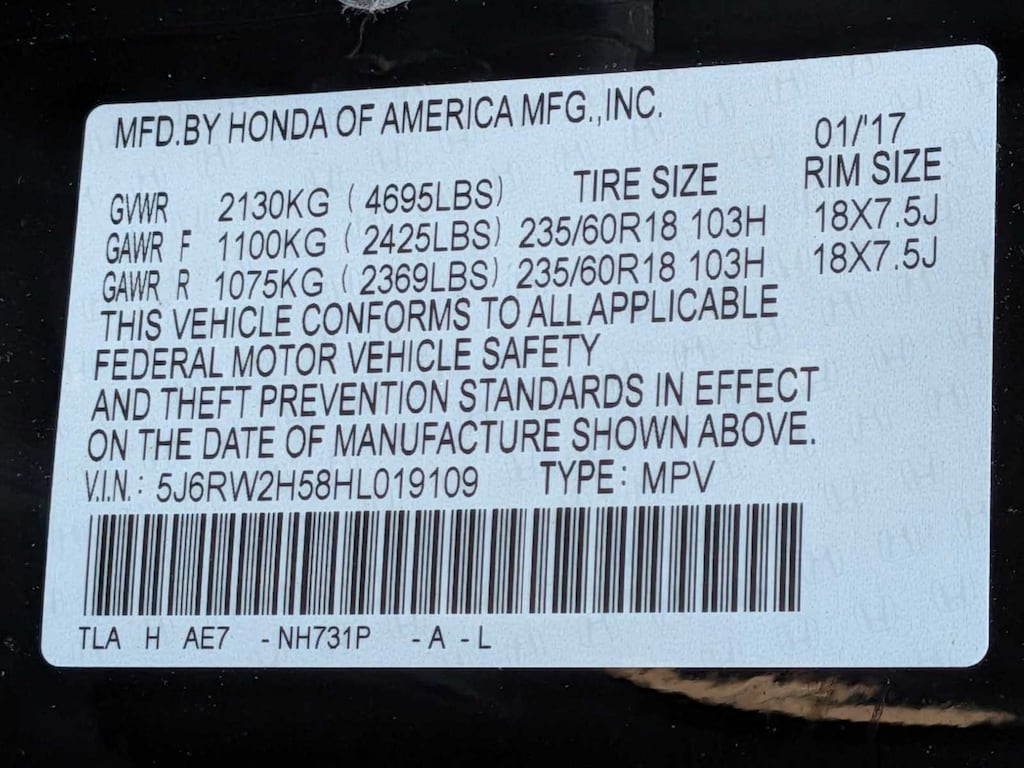 MFD.BY HONDA OF AMERICA MFG.,INC.
01/'17
TIRE SIZE RIM SIZE
GVWR 2130KG ( 4695LBS)
GAWR F 1100KG ( 2425LBS) 235/60R18 103H 18X7.5J
GAWR R 1075KG ( 2369LBS) 235/60R18 103H 18X7.5J
THIS VEHICLE CONFORMS TO ALL APPLICABLE
FEDERAL MOTOR VEHICLE SAFETY
AND THEFT PREVENTION STANDARDS IN EFFECT
ON THE DATE OF MANUFACTURE SHOWN ABOVE.
V.I.N.: 5J6RW2H58HL019109 TYPE: MPV
TLA H AE7 -NH731P -A -L